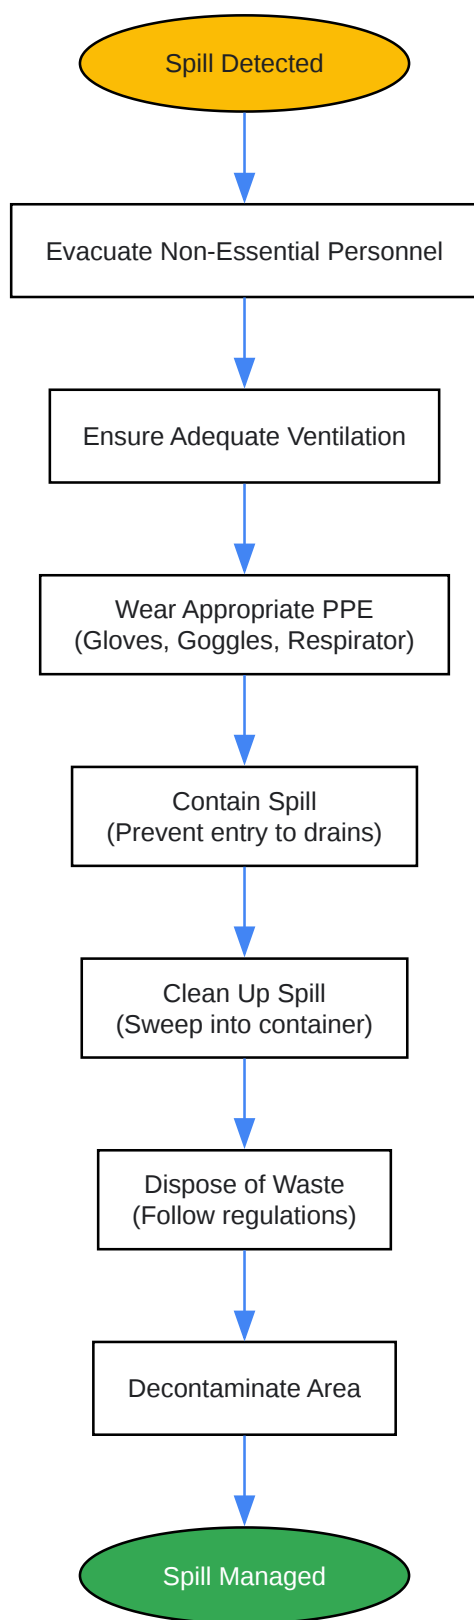 Spill Detected
Evacuate Non-Essential Personnel
Ensure Adequate Ventilation
Wear Appropriate PPE
(Gloves, Goggles, Respirator)
Contain Spill
(Prevent entry to drains)
Clean Up Spill
(Sweep into container)
Dispose of Waste
(Follow regulations)
Decontaminate Area
Spill Managed